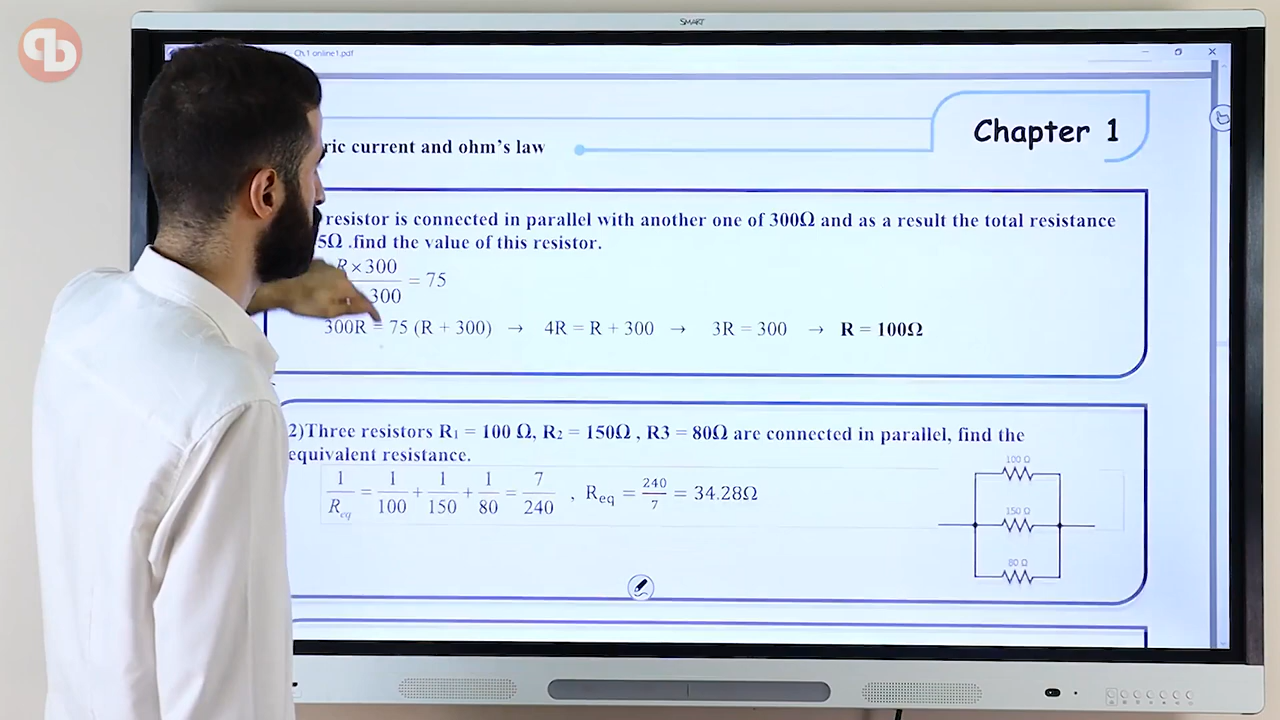 SMART
Ch.1 online1.pdf
Chapter 1
ric current and ohm's law
resistor is connected in parallel with another one of 300Ω and as a result the total resistance
5Ω .find the value of this resistor.
R×300
300
= 75
300R = 75 (R + 300) → 4R = R + 300 → 3R = 300 → R = 100Ω
2)Three resistors R₁ = 100 Ω, R₂ = 150Ω , R3 = 80Ω are connected in parallel, find the
equivalent resistance.
1/R_eq = 1/100 + 1/150 + 1/80 = 7/240 , R_eq = 240/7 = 34.28Ω
100 Ω
150 Ω
80 Ω